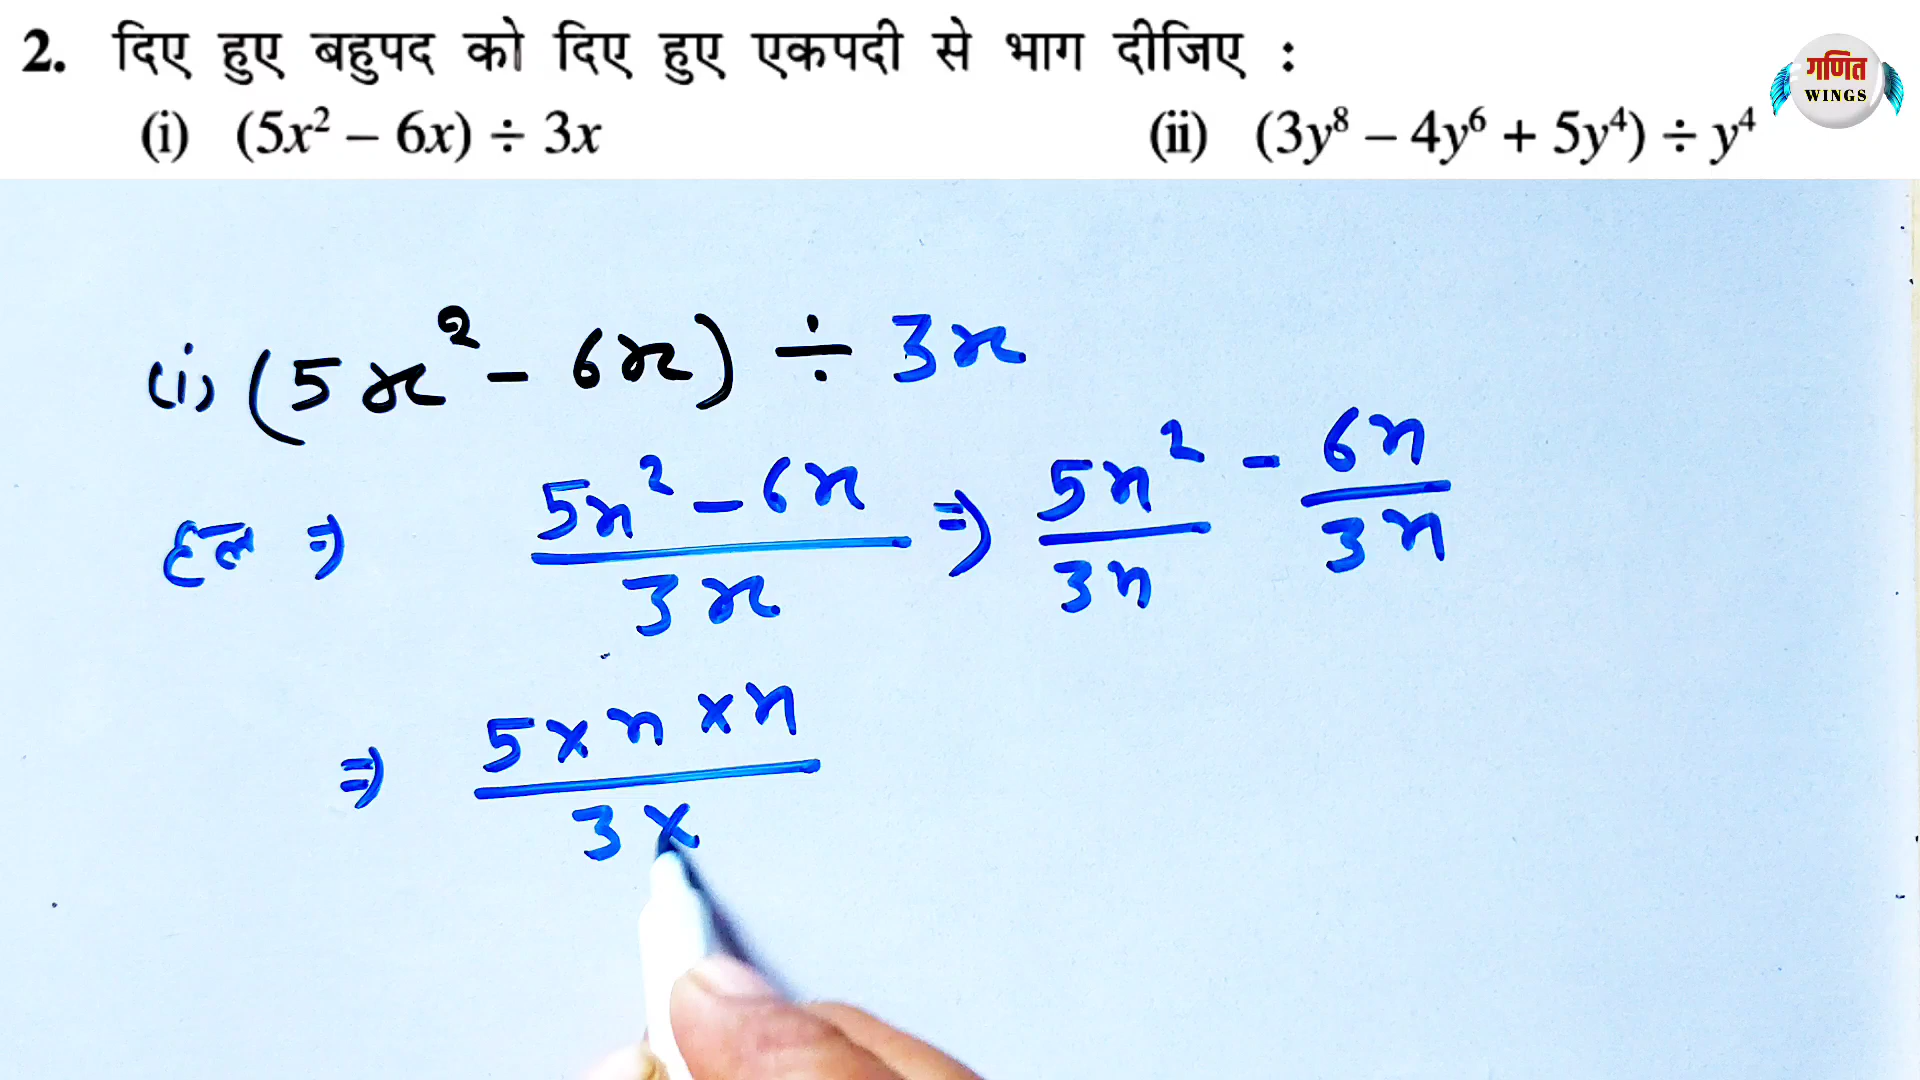 2. दिए हुए बहुपद को दिए हुए एकपदी से भाग दीजिए :
गणित
WINGS
(i) (5x² – 6x) ÷ 3x (ii) (3y⁸ – 4y⁶ + 5y⁴) ÷ y⁴
(i) (5x² - 6x) ÷ 3x
हल ⇒ (5x² - 6x)/(3x) ⇒ 5x²/3x - 6x/3x
⇒ 5×x×x/3×